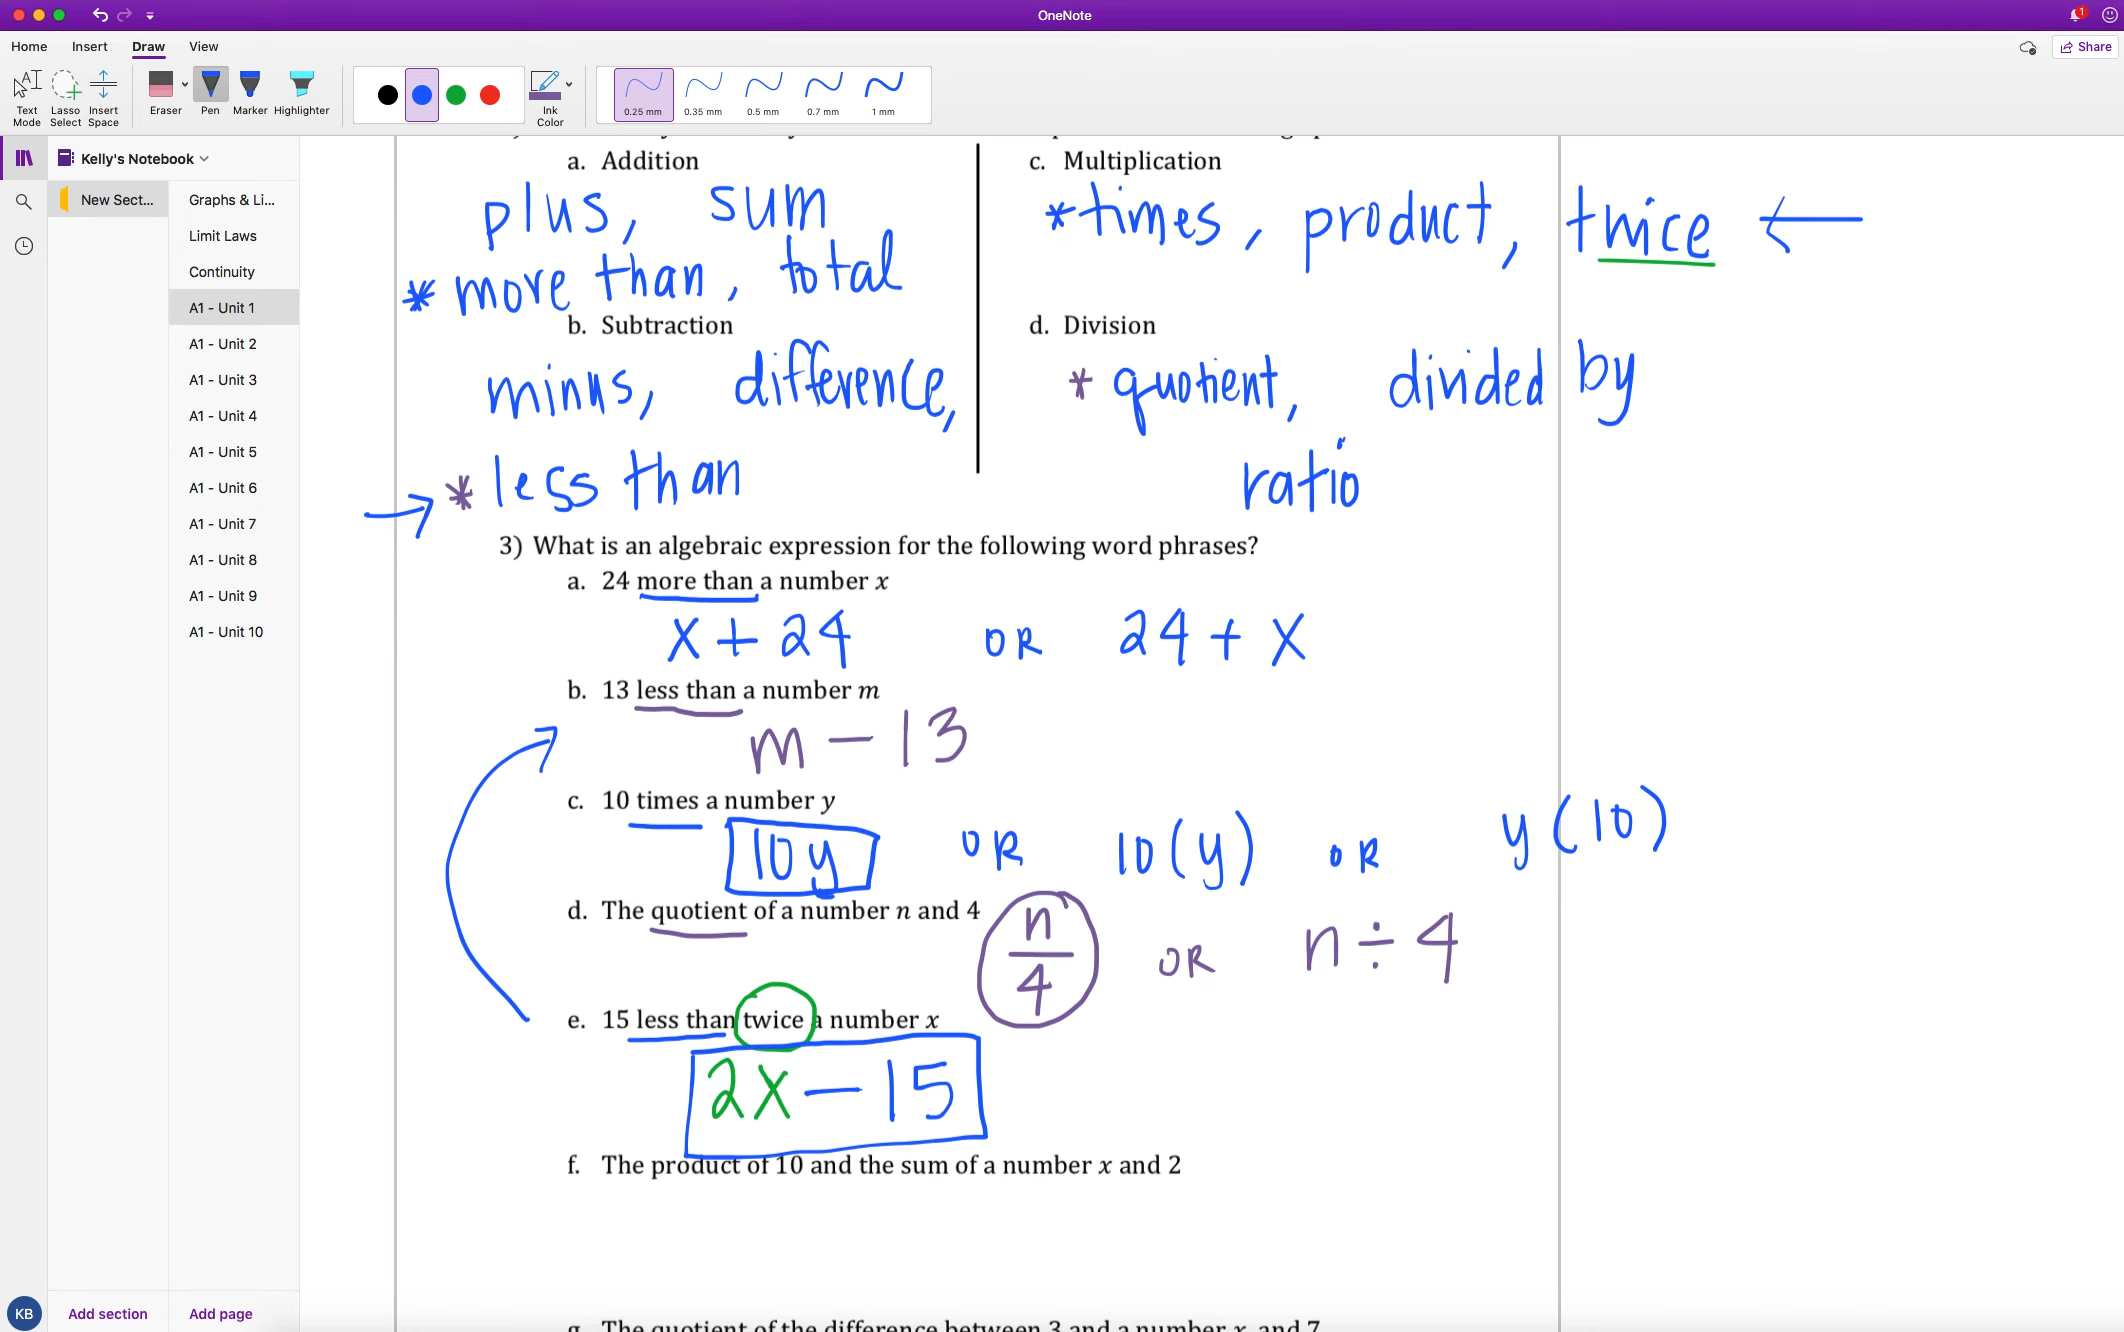 OneNote
1
Home Insert Draw View
Share
Text Mode
Lasso Select
Insert Space
Eraser
Pen
Marker
Highlighter
Ink Color
0.25 mm
0.35 mm
0.5 mm
0.7 mm
1 mm
Kelly's Notebook
New Sect...
Graphs & Li...
Limit Laws
Continuity
A1 - Unit 1
A1 - Unit 2
A1 - Unit 3
A1 - Unit 4
A1 - Unit 5
A1 - Unit 6
A1 - Unit 7
A1 - Unit 8
A1 - Unit 9
A1 - Unit 10
KB
Add section
Add page
a. Addition
plus, sum
* more than, total
b. Subtraction
minus, difference,
* less than
c. Multiplication
*times, product, twice ←
d. Division
* quotient, divided by
ratio
3) What is an algebraic expression for the following word phrases?
a. 24 more than a number x
x + 24 OR 24 + x
b. 13 less than a number m
m − 13
c. 10 times a number y
10y OR 10(y) OR y(10)
d. The quotient of a number n and 4
n/4 OR n ÷ 4
e. 15 less than twice a number x
2x − 15
f. The product of 10 and the sum of a number x and 2
g. The quotient of the difference between 3 and a number x and 7